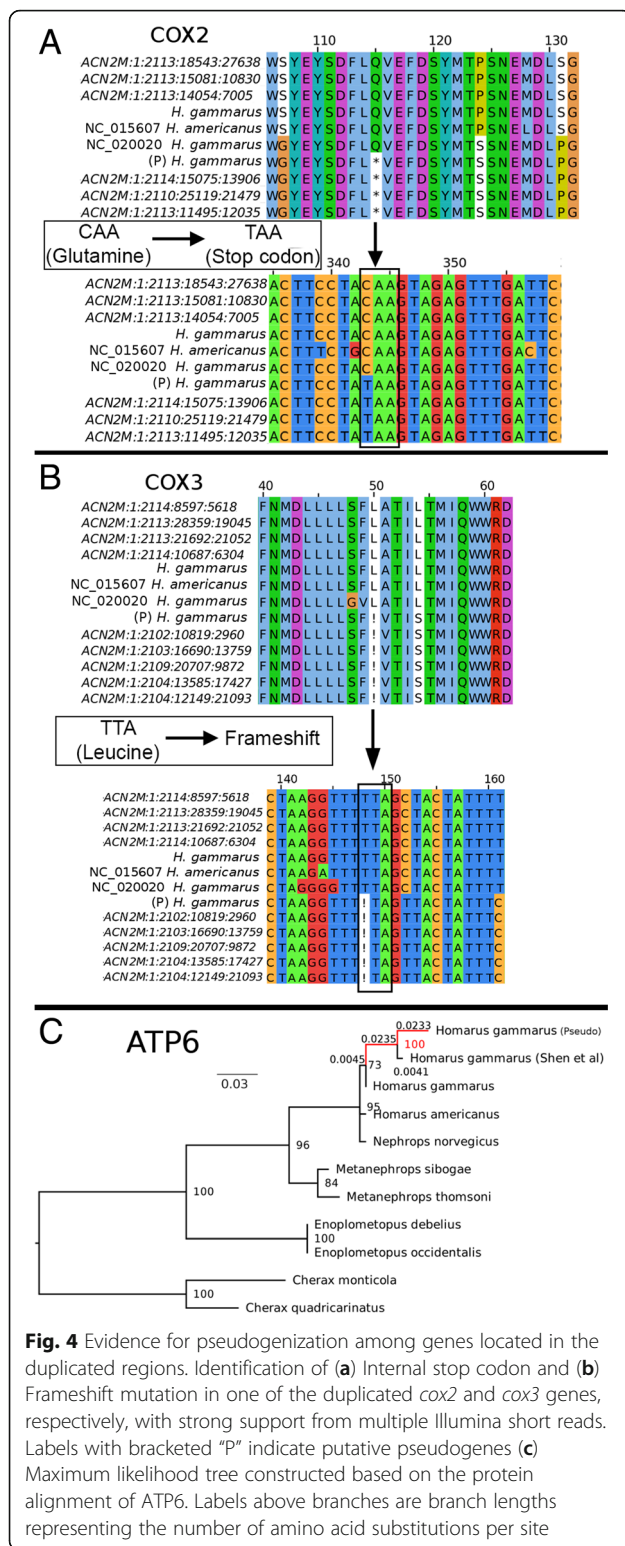 A
COX2
110 120 130
ACN2M:1:2113:18543:27638 WSYEYSDFLQVEFDSYMTPSNEMDLSG
ACN2M:1:2113:15081:10830 WSYEYSDFLQVEFDSYMTPSNEMDLSG
ACN2M:1:2113:14054:7005 WSYEYSDFLQVEFDSYMTPSNEMDLSG
H. gammarus WSYEYSDFLQVEFDSYMTPSNEMDLSG
NC_015607 H. americanus WSYEYSDFLQVEFDSYMTPSNELDLSG
NC_020020 H. gammarus WGYEYSDFLQVEFDSYMTSSNEMDLPG
(P) H. gammarus WGYEYSDFL*VEFDSYMTSSNEMDLPG
ACN2M:1:2114:15075:13906 WGYEYSDFL*VEFDSYMTSSNEMDLPG
ACN2M:1:2110:25119:21479 WGYEYSDFL*VEFDSYMTSSNEMDLPG
ACN2M:1:2113:11495:12035 WGYEYSDFL*VEFDSYMTSSNEMDLPG
CAA TAA
(Glutamine) (Stop codon)
340 350
ACN2M:1:2113:18543:27638 ACTTCCTACAAGTAGAGTTTGATTC
ACN2M:1:2113:15081:10830 ACTTCCTACAAGTAGAGTTTGATTC
ACN2M:1:2113:14054:7005 ACTTCCTACAAGTAGAGTTTGATTC
H. gammarus ACTTCCTACAAGTAGAGTTTGATTC
NC_015607 H. americanus ACTTTCTGCAAGTAGAGTTTGACTC
NC_020020 H. gammarus ACTTCCTACAAGTAGAGTTTGATTC
(P) H. gammarus ACTTCCTATAAGTAGAGTTTGATTC
ACN2M:1:2114:15075:13906 ACTTCCTATAAGTAGAGTTTGATTC
ACN2M:1:2110:25119:21479 ACTTCCTATAAGTAGAGTTTGATTC
ACN2M:1:2113:11495:12035 ACTTCCTATAAGTAGAGTTTGATTC
B
COX3
40 50 60
ACN2M:1:2114:8597:5618 FNMDLLLLSFLATILTMIQWWRD
ACN2M:1:2113:28359:19045 FNMDLLLLSFLATILTMIQWWRD
ACN2M:1:2113:21692:21052 FNMDLLLLSFLATILTMIQWWRD
ACN2M:1:2114:10687:6304 FNMDLLLLSFLATILTMIQWWRD
H. gammarus FNMDLLLLSFLATILTMIQWWRD
NC_015607 H. americanus FNMDLLLLSFLATILTMIQWWRD
NC_020020 H. gammarus FNMDLLLLGVLATILTMIQWWRD
(P) H. gammarus FNMDLLLLSF!VTISTMIQWWRD
ACN2M:1:2102:10819:2960 FNMDLLLLSF!VTISTMIQWWRD
ACN2M:1:2103:16690:13759 FNMDLLLLSF!VTISTMIQWWRD
ACN2M:1:2109:20707:9872 FNMDLLLLSF!VTISTMIQWWRD
ACN2M:1:2104:13585:17427 FNMDLLLLSF!VTISTMIQWWRD
ACN2M:1:2104:12149:21093 FNMDLLLLSF!VTISTMIQWWRD
TTA
(Leucine) Frameshift
140 150 160
ACN2M:1:2114:8597:5618 CTAAGGTTTTTAGCTACTATTTT
ACN2M:1:2113:28359:19045 CTAAGGTTTTTAGCTACTATTTT
ACN2M:1:2113:21692:21052 CTAAGGTTTTTAGCTACTATTTT
ACN2M:1:2114:10687:6304 CTAAGGTTTTTAGCTACTATTTT
H. gammarus CTAAGGTTTTTAGCTACTATTTT
NC_015607 H. americanus CTAAGATTTTTAGCTACTATTTT
NC_020020 H. gammarus CTAGGGGTTTTAGCTACTATTTT
(P) H. gammarus CTAAGGTTT!TAGTTACTATTTC
ACN2M:1:2102:10819:2960 CTAAGGTTT!TAGTTACTATTTC
ACN2M:1:2103:16690:13759 CTAAGGTTT!TAGTTACTATTTC
ACN2M:1:2109:20707:9872 CTAAGGTTT!TAGTTACTATTTC
ACN2M:1:2104:13585:17427 CTAAGGTTT!TAGTTACTATTTC
ACN2M:1:2104:12149:21093 CTAAGGTTT!TAGTTACTATTTC
C
ATP6
0.03
0.0233
0.0235
Homarus gammarus (Pseudo)
100
0.0045
Homarus gammarus (Shen et al)
73
0.0041
Homarus gammarus
95
Homarus americanus
Nephrops norvegicus
96
Metanephrops sibogae
84
Metanephrops thomsoni
100
Enoplometopus debelius
100
Enoplometopus occidentalis
Cherax monticola
100
Cherax quadricarinatus
Fig. 4 Evidence for pseudogenization among genes located in the
duplicated regions. Identification of (a) Internal stop codon and (b)
Frameshift mutation in one of the duplicated cox2 and cox3 genes,
respectively, with strong support from multiple Illumina short reads.
Labels with bracketed “P” indicate putative pseudogenes (c)
Maximum likelihood tree constructed based on the protein
alignment of ATP6. Labels above branches are branch lengths
representing the number of amino acid substitutions per site